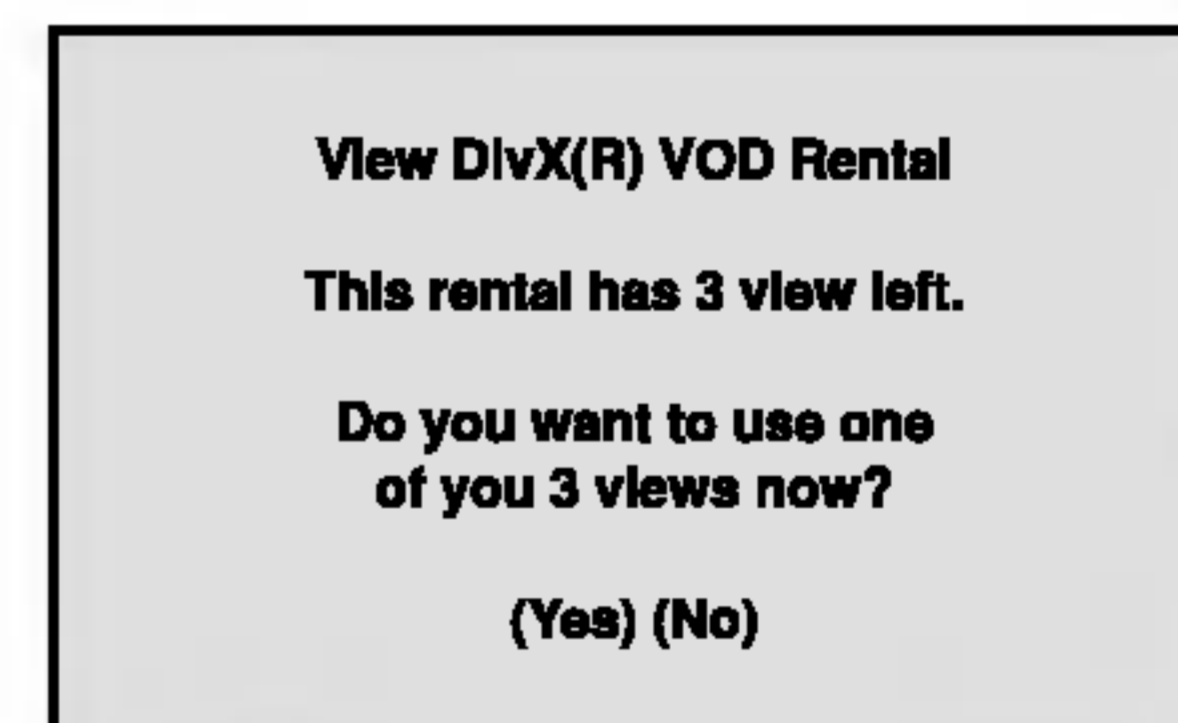 View DivX(R) VOD Rental
This rental has 3 view left.
Do you want to use one
of you 3 views now?
(Yes) (No)